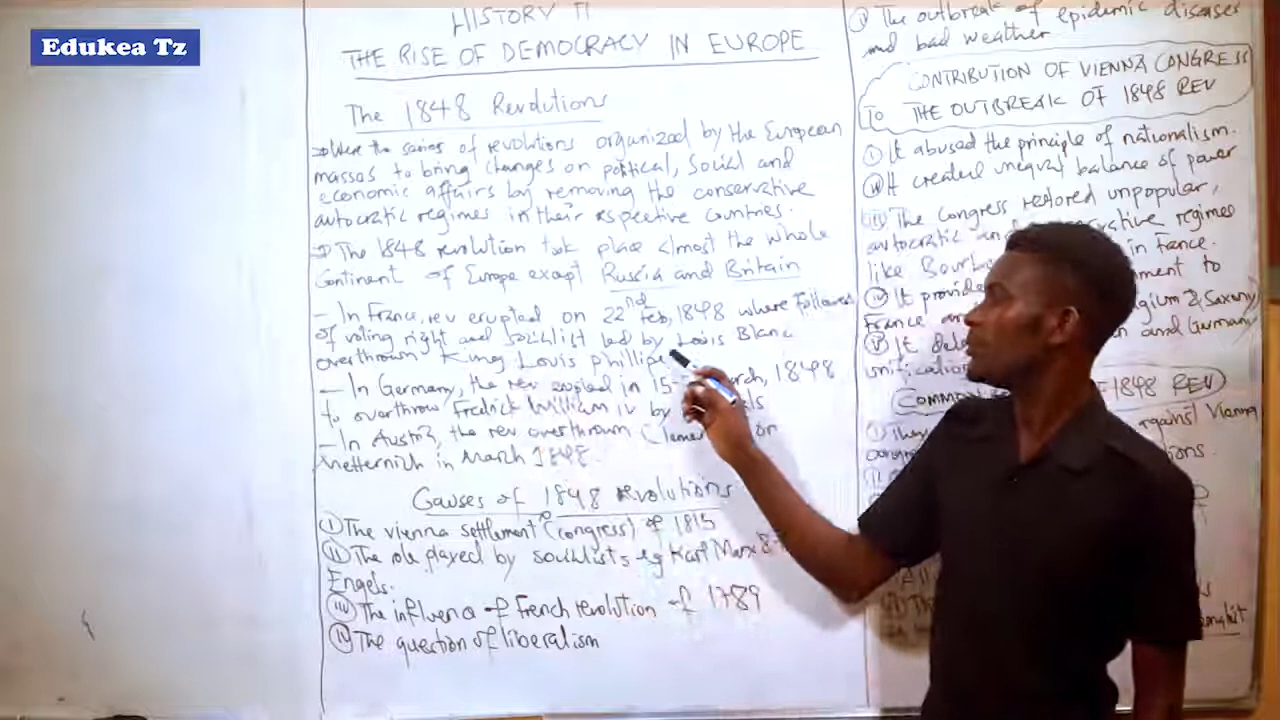 Edukea Tz
HISTORY II
THE RISE OF DEMOCRACY IN EUROPE
The 1848 Revolutions
Were the series of revolutions organized by the European
masses to bring changes on political, social and
economic affairs by removing the conservative
autocratic regimes in their respective countries.
The 1848 revolution took place almost the whole
Continent of Europe except Russia and Britain
- In France, rev erupted on 22nd Feb, 1848 where Followers
of voting right and socialist led by Louis Blanc
overthrown King Louis phillipe
- In Germany, the rev erupted in 15 March, 1848
to overthrow Fredrick William IV by
- In Austria, the rev overthrown Clemen on
Metternich in March 1848.
Causes of 1848 revolutions
(i) The vienna settlement (congress) of 1815
(ii) The role played by socialists eg Karl Marx &
Engels.
(iii) The influence of French revolution of 1789
(iv) The question of liberalism
(v) The outbreak of epidemic diseases
and bad weather
CONTRIBUTION OF VIENNA CONGRESS
TO THE OUTBREAK OF 1848 REV
(i) It abused the principle of nationalism.
(ii) It created unequal balance of power
(iii) The Congress restored unpopular,
autocratic and conservative regimes
like Bourbo in France.
(iv) It provide ment to
France an Belgium & Saxony
(v) It dela n and German
unification
COMMON OF 1848 REV
(i) They against Vienna
congre ions.
All